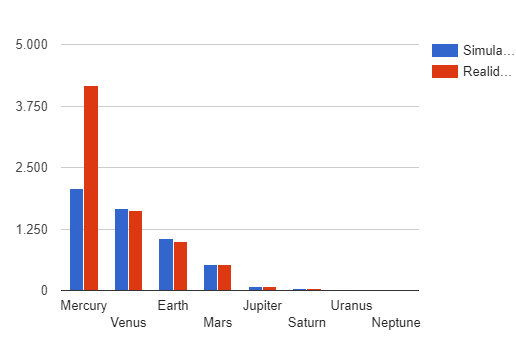 5.000
3.750
2.500
1.250
0
Mercury
Venus
Earth
Mars
Jupiter
Saturn
Uranus
Neptune
Simula...
Realid...